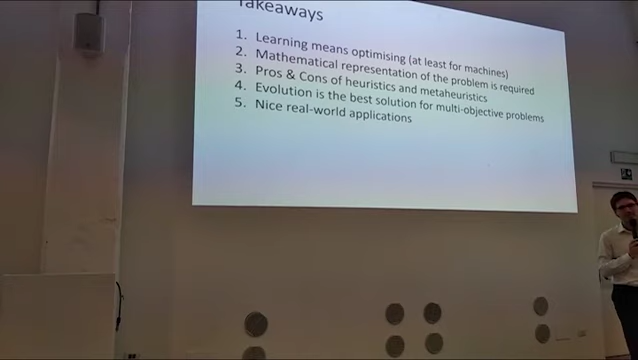 Takeaways
1. Learning means optimising (at least for machines)
2. Mathematical representation of the problem is required
3. Pros & Cons of heuristics and metaheuristics
4. Evolution is the best solution for multi-objective problems
5. Nice real-world applications